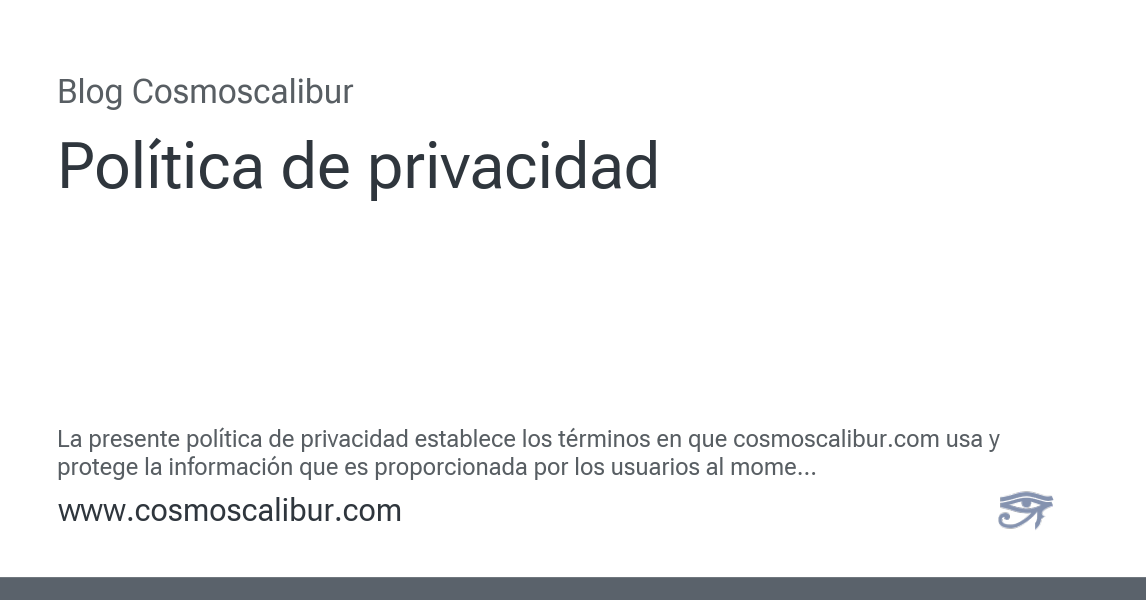 Blog Cosmoscalibur
Política de privacidad
La presente política de privacidad establece los términos en que cosmoscalibur.com usa y
protege la información que es proporcionada por los usuarios al mome...
www.cosmoscalibur.com